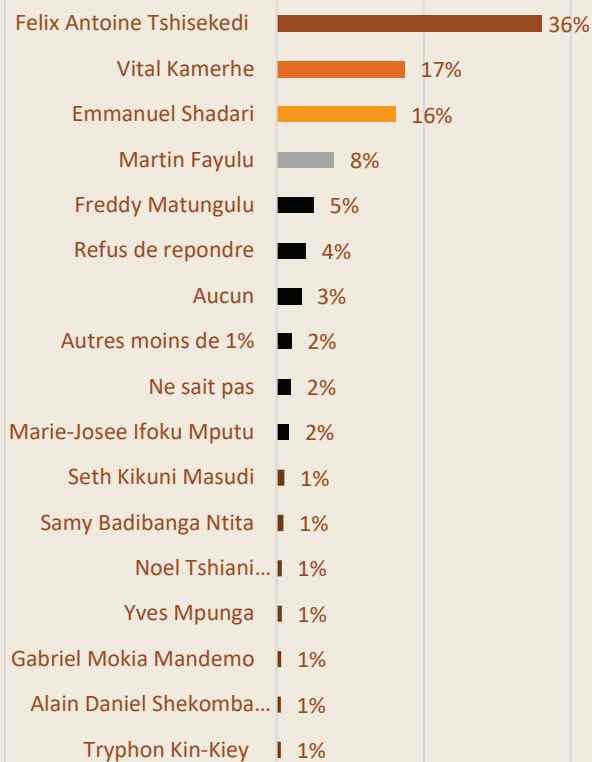 Felix Antoine Tshisekedi 36%
Vital Kamerhe 17%
Emmanuel Shadari 16%
Martin Fayulu 8%
Freddy Matungulu 5%
Refus de repondre 4%
Aucun 3%
Autres moins de 1% 2%
Ne sait pas 2%
Marie-Josee Ifoku Mputu 2%
Seth Kikuni Masudi 1%
Samy Badibanga Ntita 1%
Noel Tshiani... 1%
Yves Mpunga 1%
Gabriel Mokia Mandemo 1%
Alain Daniel Shekomba... 1%
Tryphon Kin-Kiey 1%